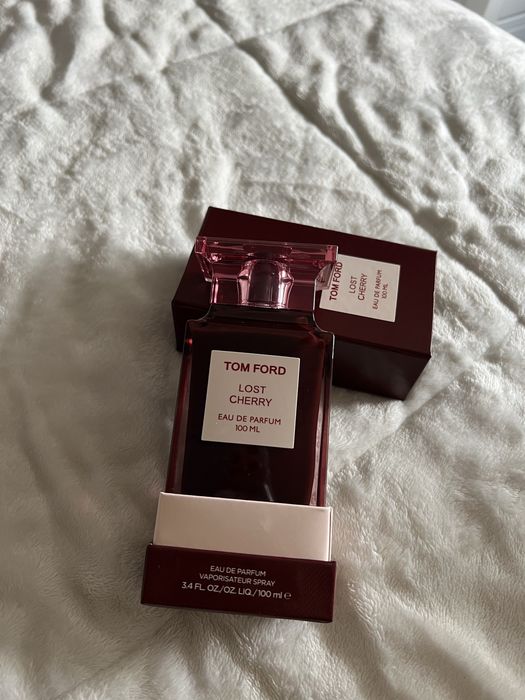 TOM FORD
LOST
CHERRY
EAU DE PARFUM
100 ML
TOM FORD
LOST
CHERRY
EAU DE PARFUM
100 ML
EAU DE PARFUM
VAPORISATEUR SPRAY
3.4 FL. OZ./OZ. LIQ./100 ml e